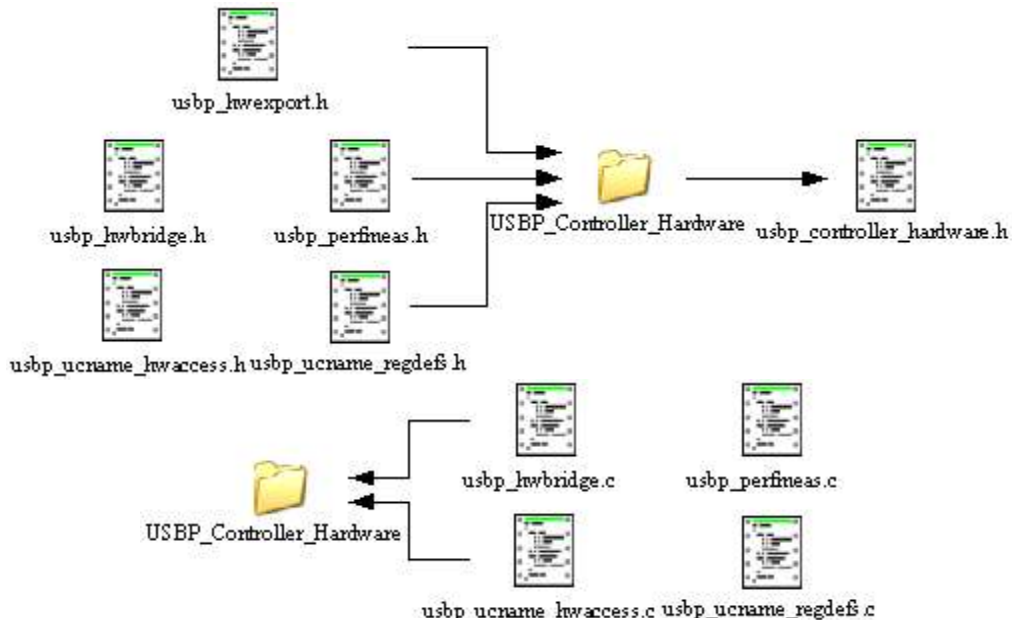 usbp_hwexport.h
usbp_hwbridge.h
usbp_perfmeas.h
USBP_Controller_Hardware
usbp_controller_hardware.h
usbp_ucname_hwaccess.h
usbp_ucname_regdefs.h
usbp_hwbridge.c
usbp_perfmeas.c
USBP_Controller_Hardware
usbp_ucname_hwaccess.c
usbp_ucname_regdefs.c